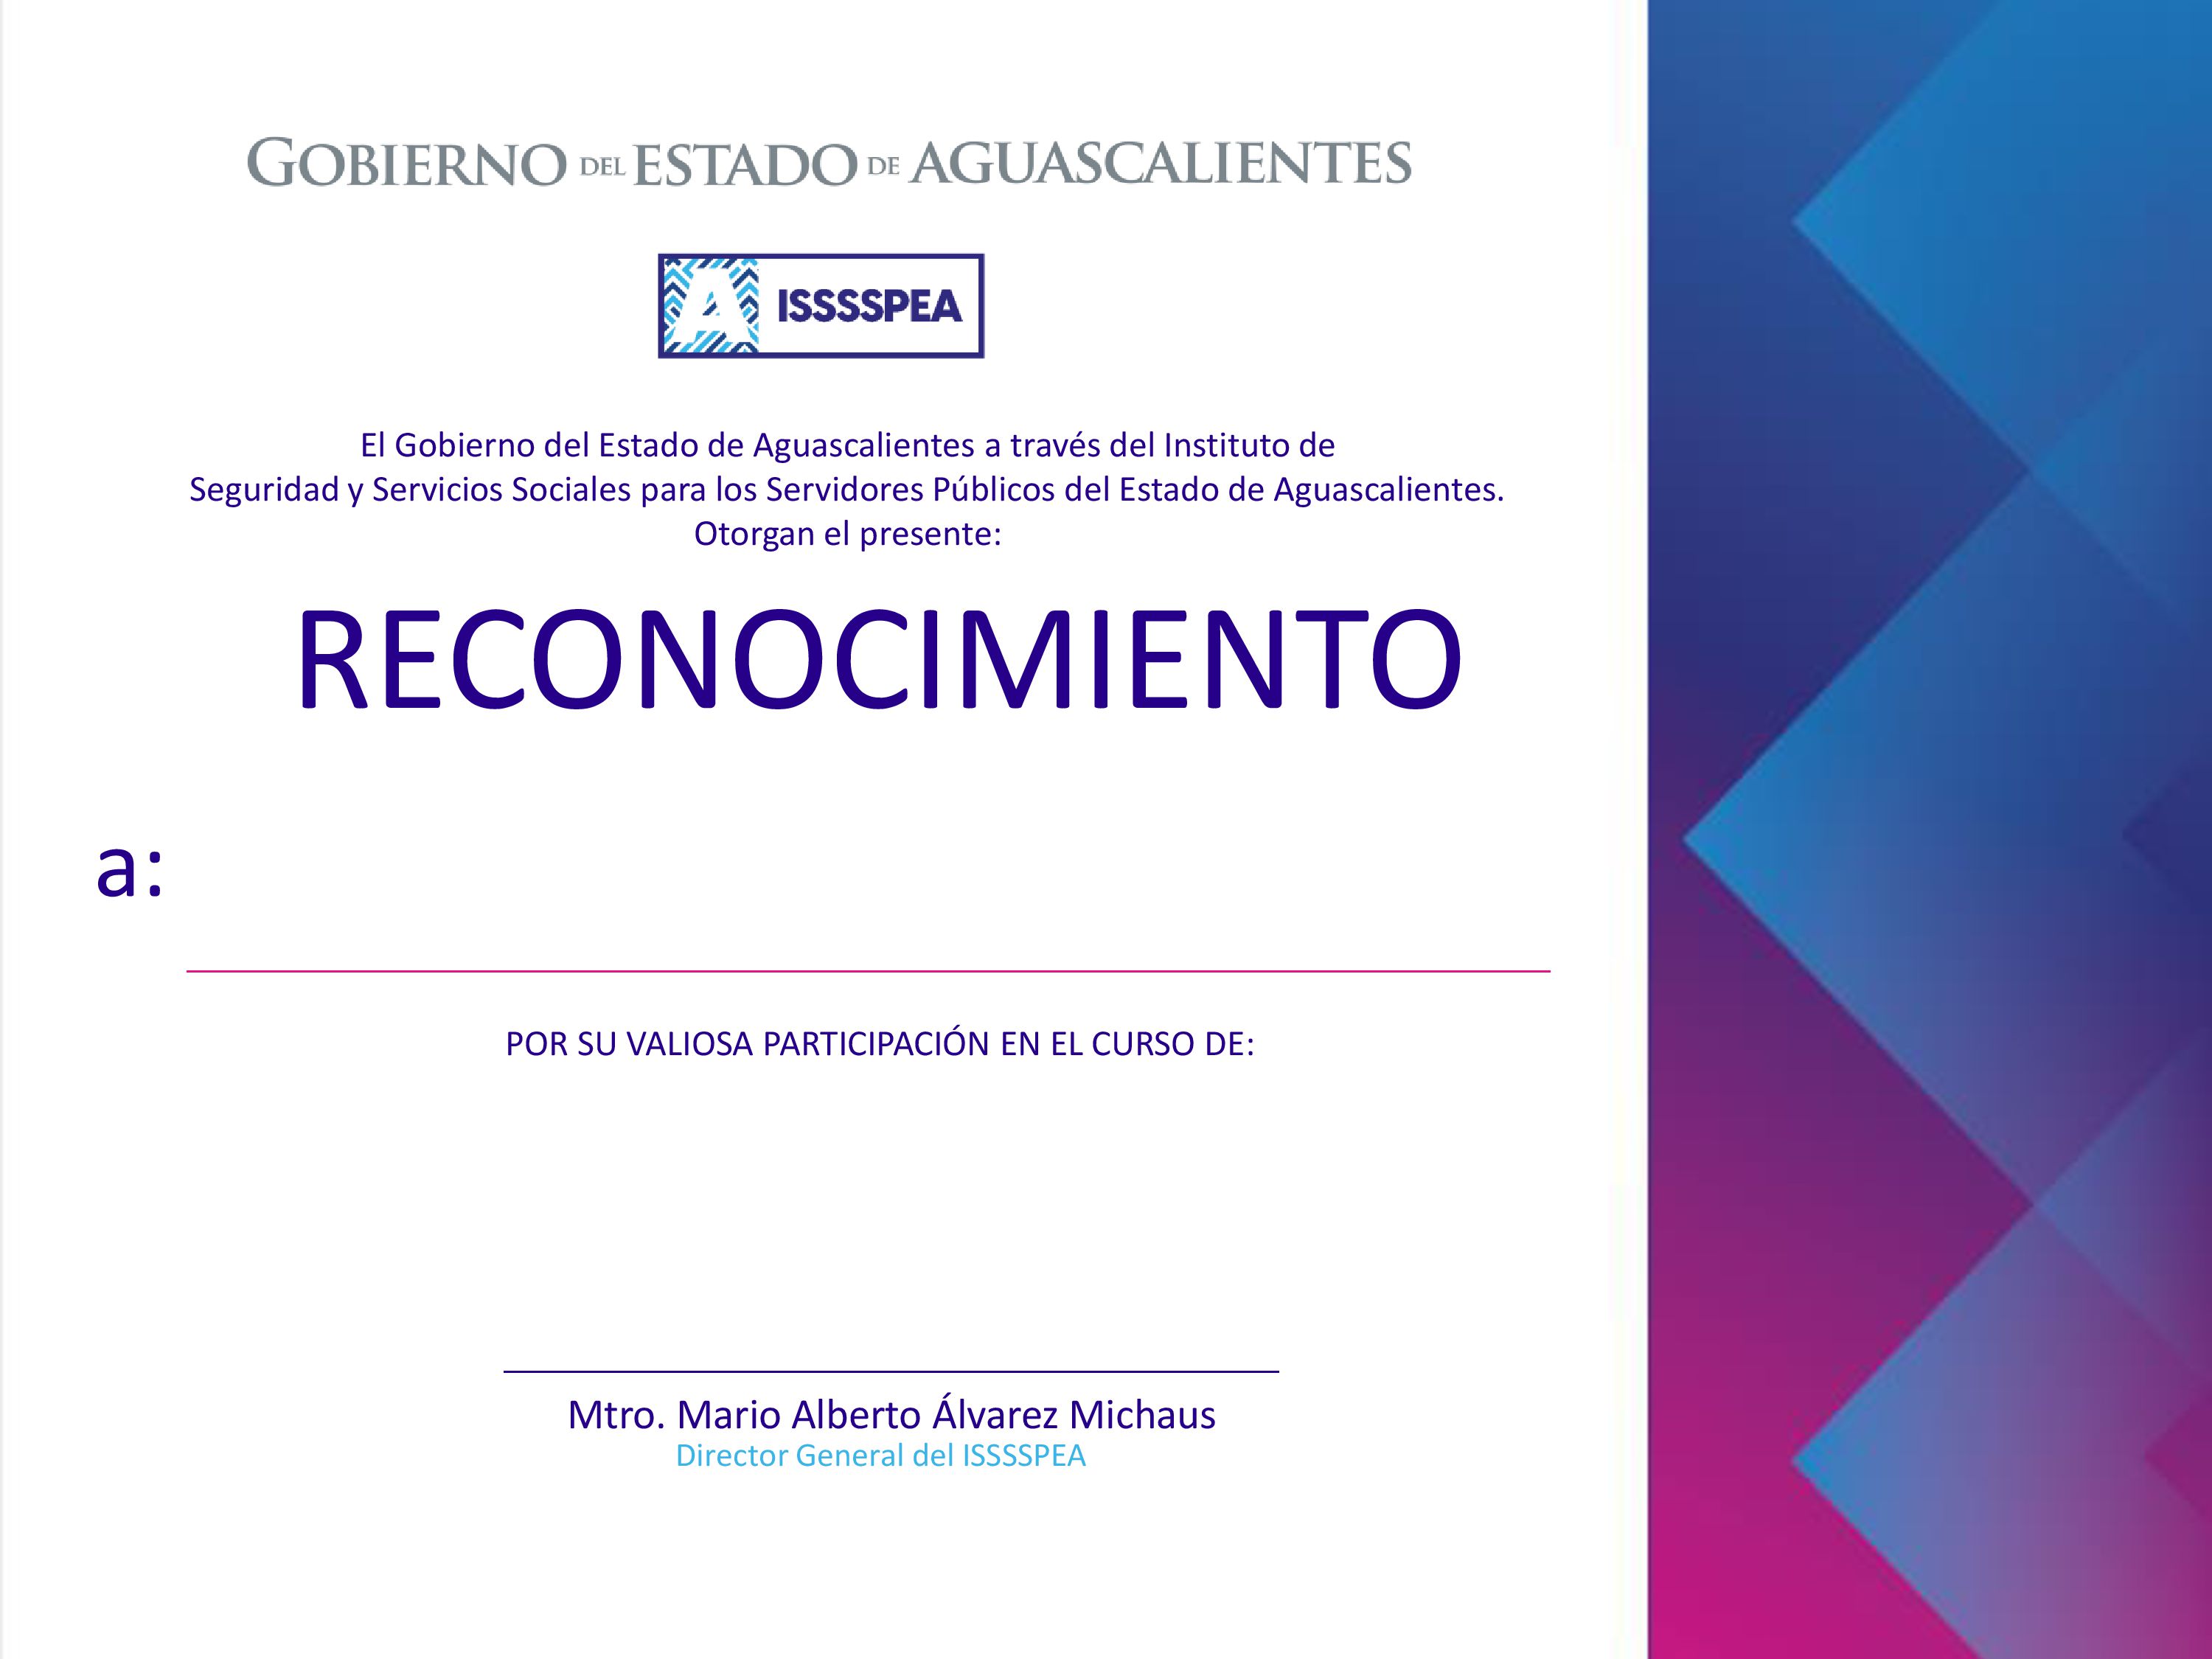 GOBIERNO DEL ESTADO DE AGUASCALIENTES
A ISSSSPEA
El Gobierno del Estado de Aguascalientes a través del Instituto de
Seguridad y Servicios Sociales para los Servidores Públicos del Estado de Aguascalientes.
Otorgan el presente:
RECONOCIMIENTO
a:
POR SU VALIOSA PARTICIPACIÓN EN EL CURSO DE:
Mtro. Mario Alberto Álvarez Michaus
Director General del ISSSSPEA